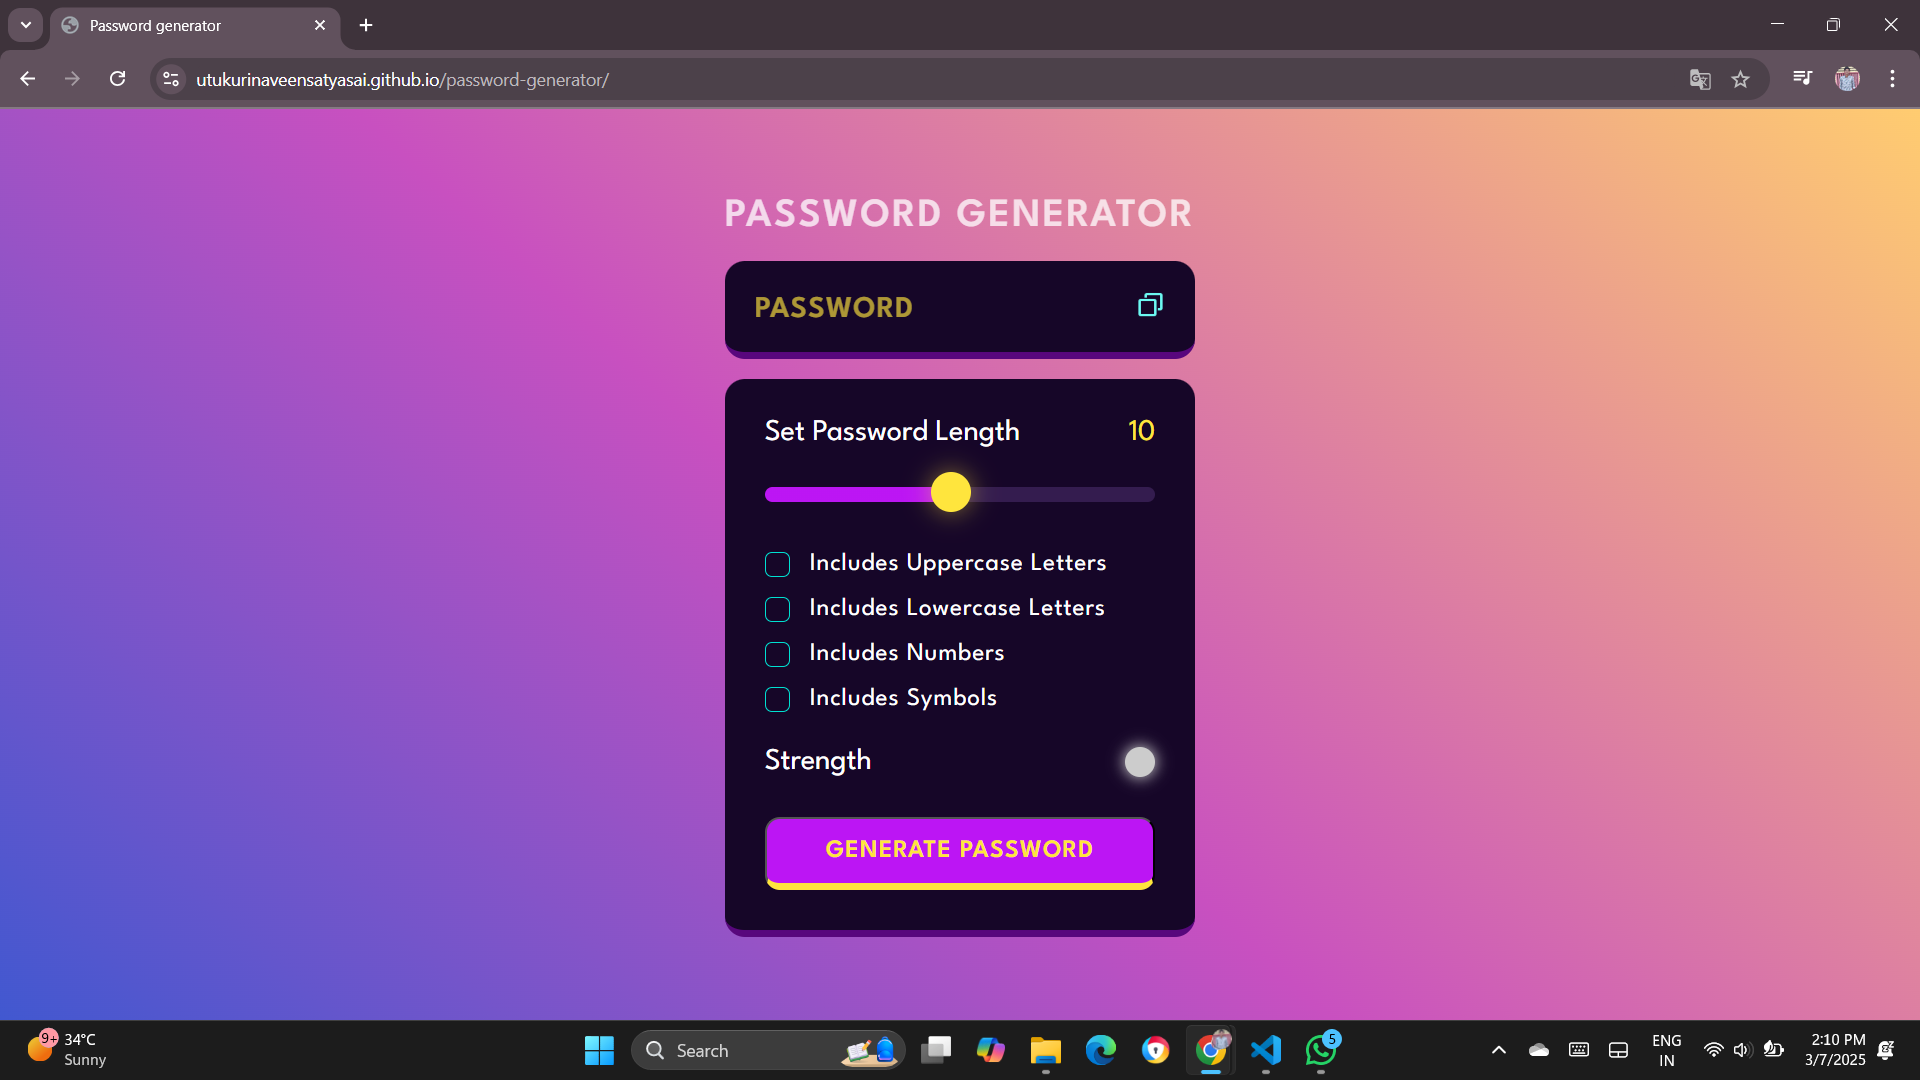 Password generator
utukurinaveensatyasai.github.io/password-generator/
PASSWORD GENERATOR
PASSWORD
Set Password Length 10
Includes Uppercase Letters
Includes Lowercase Letters
Includes Numbers
Includes Symbols
Strength
GENERATE PASSWORD
9+ 34°C
Sunny
Search
5
ENG
IN
2:10 PM
3/7/2025